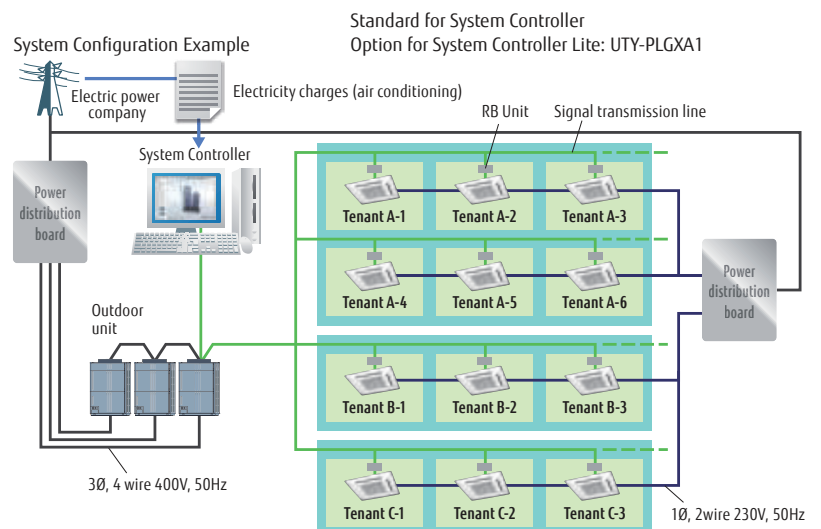 Standard for System Controller
System Configuration Example
Option for System Controller Lite: UTY-PLGXA1
Electric power
company
Electricity charges (air conditioning)
RB Unit
Signal transmission line
System Controller
Power
distribution
board
Tenant A-1
Tenant A-2
Tenant A-3
Tenant A-4
Tenant A-5
Tenant A-6
Power
distribution
board
Outdoor
unit
Tenant B-1
Tenant B-2
Tenant B-3
3Ø, 4 wire 400V, 50Hz
Tenant C-1
Tenant C-2
Tenant C-3
1Ø, 2wire 230V, 50Hz